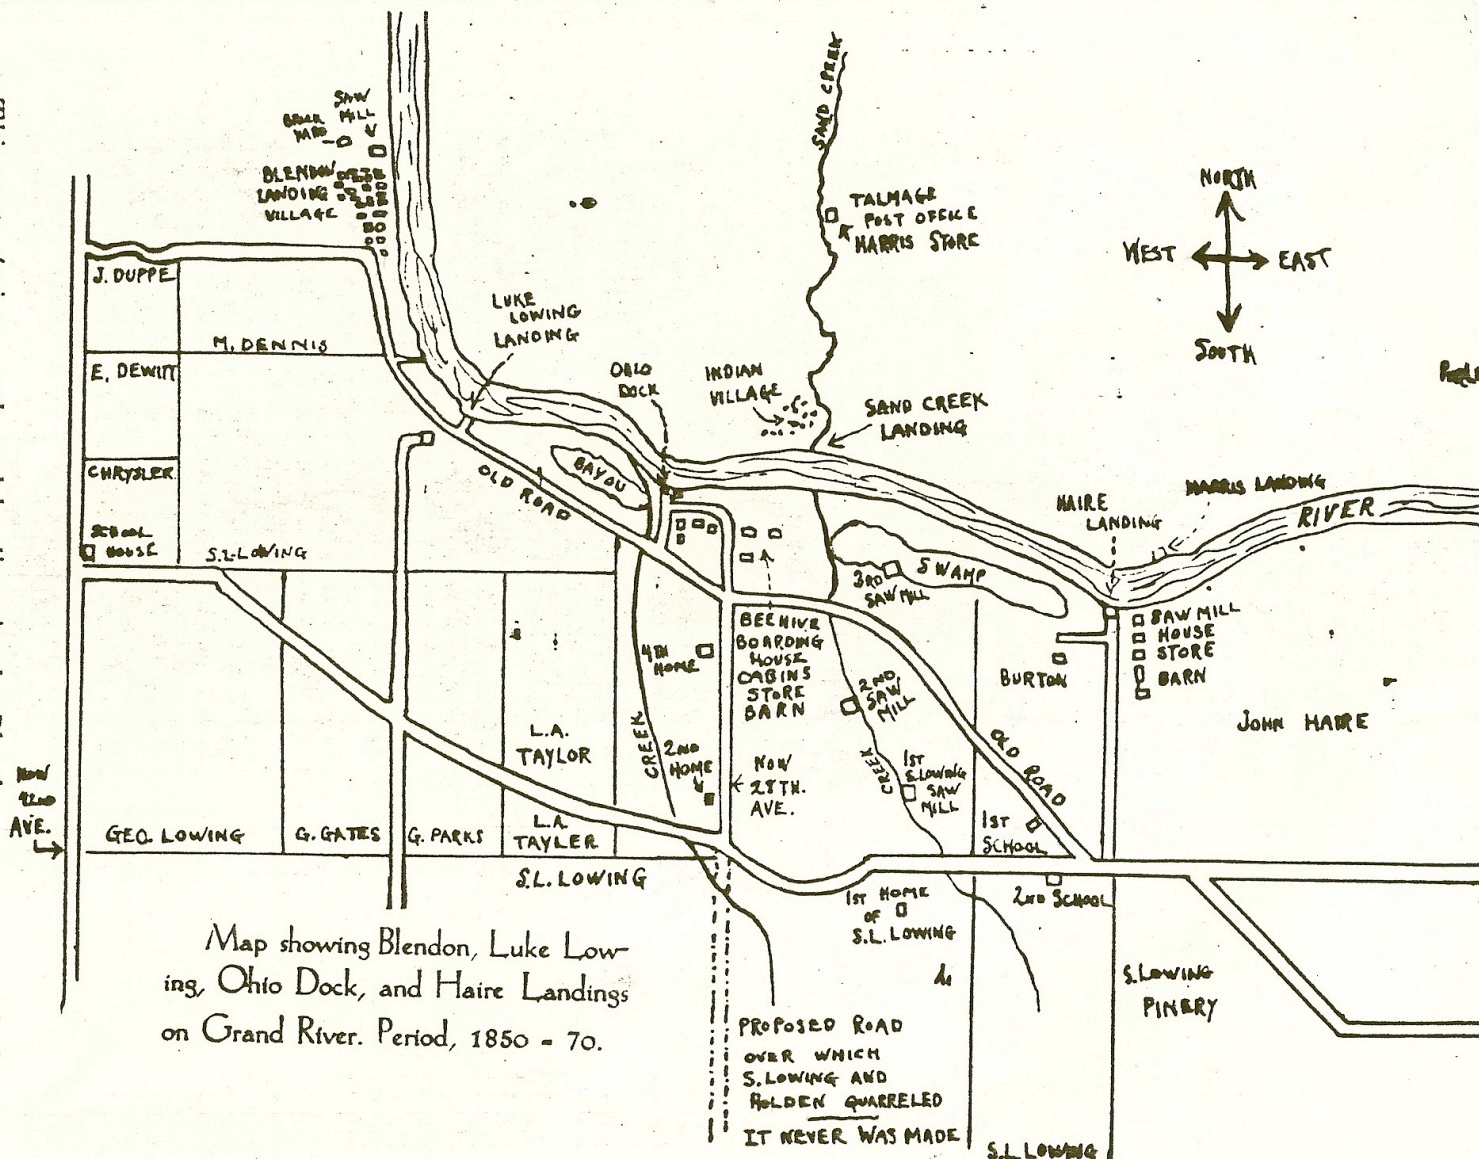 SAW
MILL
BRICK
YARD
BLENDON
LANDING
VILLAGE
SAND CREEK
TALMAGE
POST OFFICE
HARRIS STORE
NORTH
WEST
EAST
SOUTH
J. DUPPE
M. DENNIS
E. DEWITT
CHRYSLER
SCHOOL
HOUSE
S.L. LOWING
LUKE
LOWING
LANDING
OHIO
DOCK
INDIAN
VILLAGE
SAND CREEK
LANDING
BAYOU
OLD ROAD
HAIRE
LANDING
HARRIS LANDING
RIVER
SWAMP
3RD
SAW MILL
SAW MILL
HOUSE
STORE
BARN
BURTON
JOHN HAIRE
4TH
HOME
BEEHIVE
BOARDING
HOUSE
CABINS
STORE
BARN
2ND
SAW
MILL
L.A.
TAYLOR
CREEK
2ND
HOME
NOW
28TH.
AVE.
CREEK
1ST
S.LOWING
SAW
MILL
OLD ROAD
1ST
SCHOOL
NOW
42ND
AVE.
GEO. LOWING
G. GATES
G. PARKS
L.A.
TAYLER
S.L. LOWING
1ST HOME
OF
S.L. LOWING
2ND SCHOOL
S. LOWING
PINERY
Map showing Blendon, Luke Low-
ing, Ohio Dock, and Haire Landings
on Grand River. Period, 1850 - 70.
PROPOSED ROAD
OVER WHICH
S. LOWING AND
HOLDEN QUARRELED
IT NEVER WAS MADE
S.L. LOWING